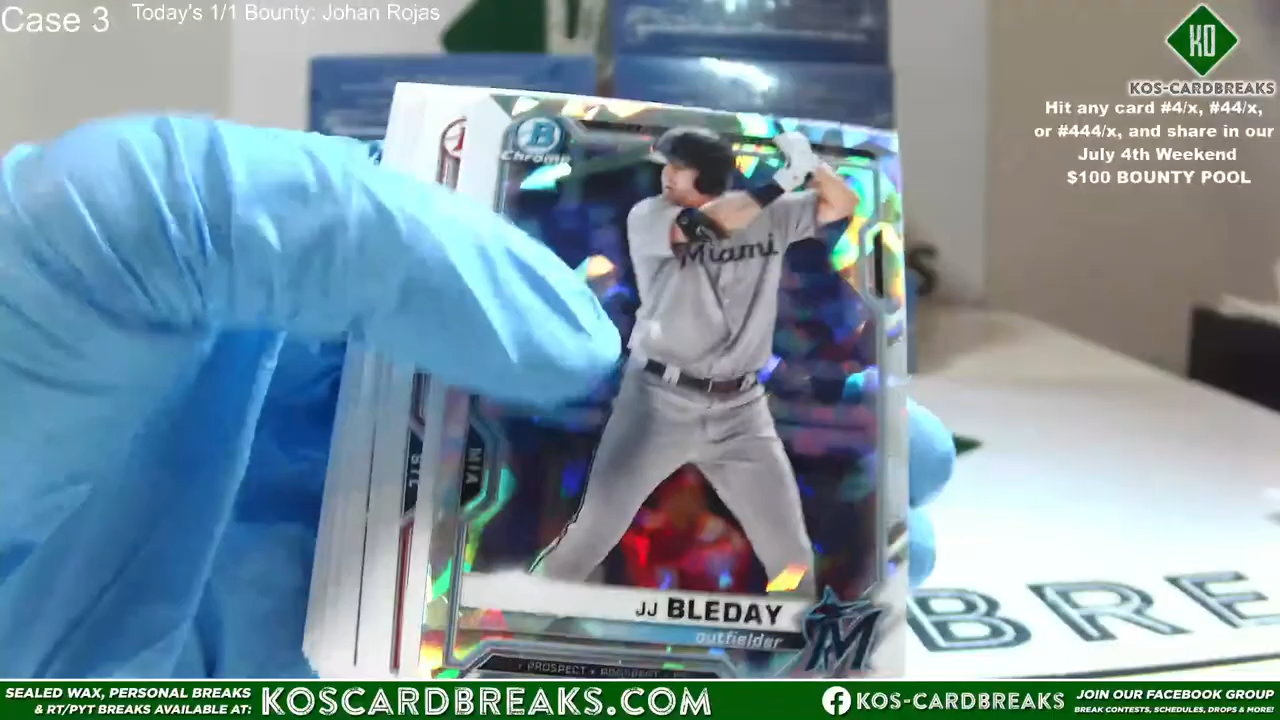 Case 3
Today's 1/1 Bounty: Johan Rojas
KO
KOS-CARDBREAKS
Hit any card #4/x, #44/x,
or #444/x, and share in our
July 4th Weekend
$100 BOUNTY POOL
B
Chrome
Miami
MIA
STL
JJ BLEDAY
outfielder
M
PROSPECT
BRE
SEALED WAX, PERSONAL BREAKS
& RT/PYT BREAKS AVAILABLE AT:
KOSCARDBREAKS.COM
KOS-CARDBREAKS
JOIN OUR FACEBOOK GROUP
BREAK CONTESTS, SCHEDULES, DROPS & MORE!